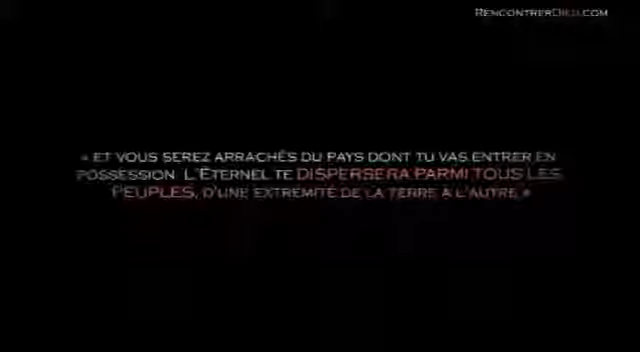 RENCONTRERDIEU.COM
« ET VOUS SEREZ ARRACHÉS DU PAYS DONT TU VAS ENTRER EN
POSSESSION. L'ÉTERNEL TE DISPERSERA PARMI TOUS LES
PEUPLES, D'UNE EXTRÉMITÉ DE LA TERRE À L'AUTRE »